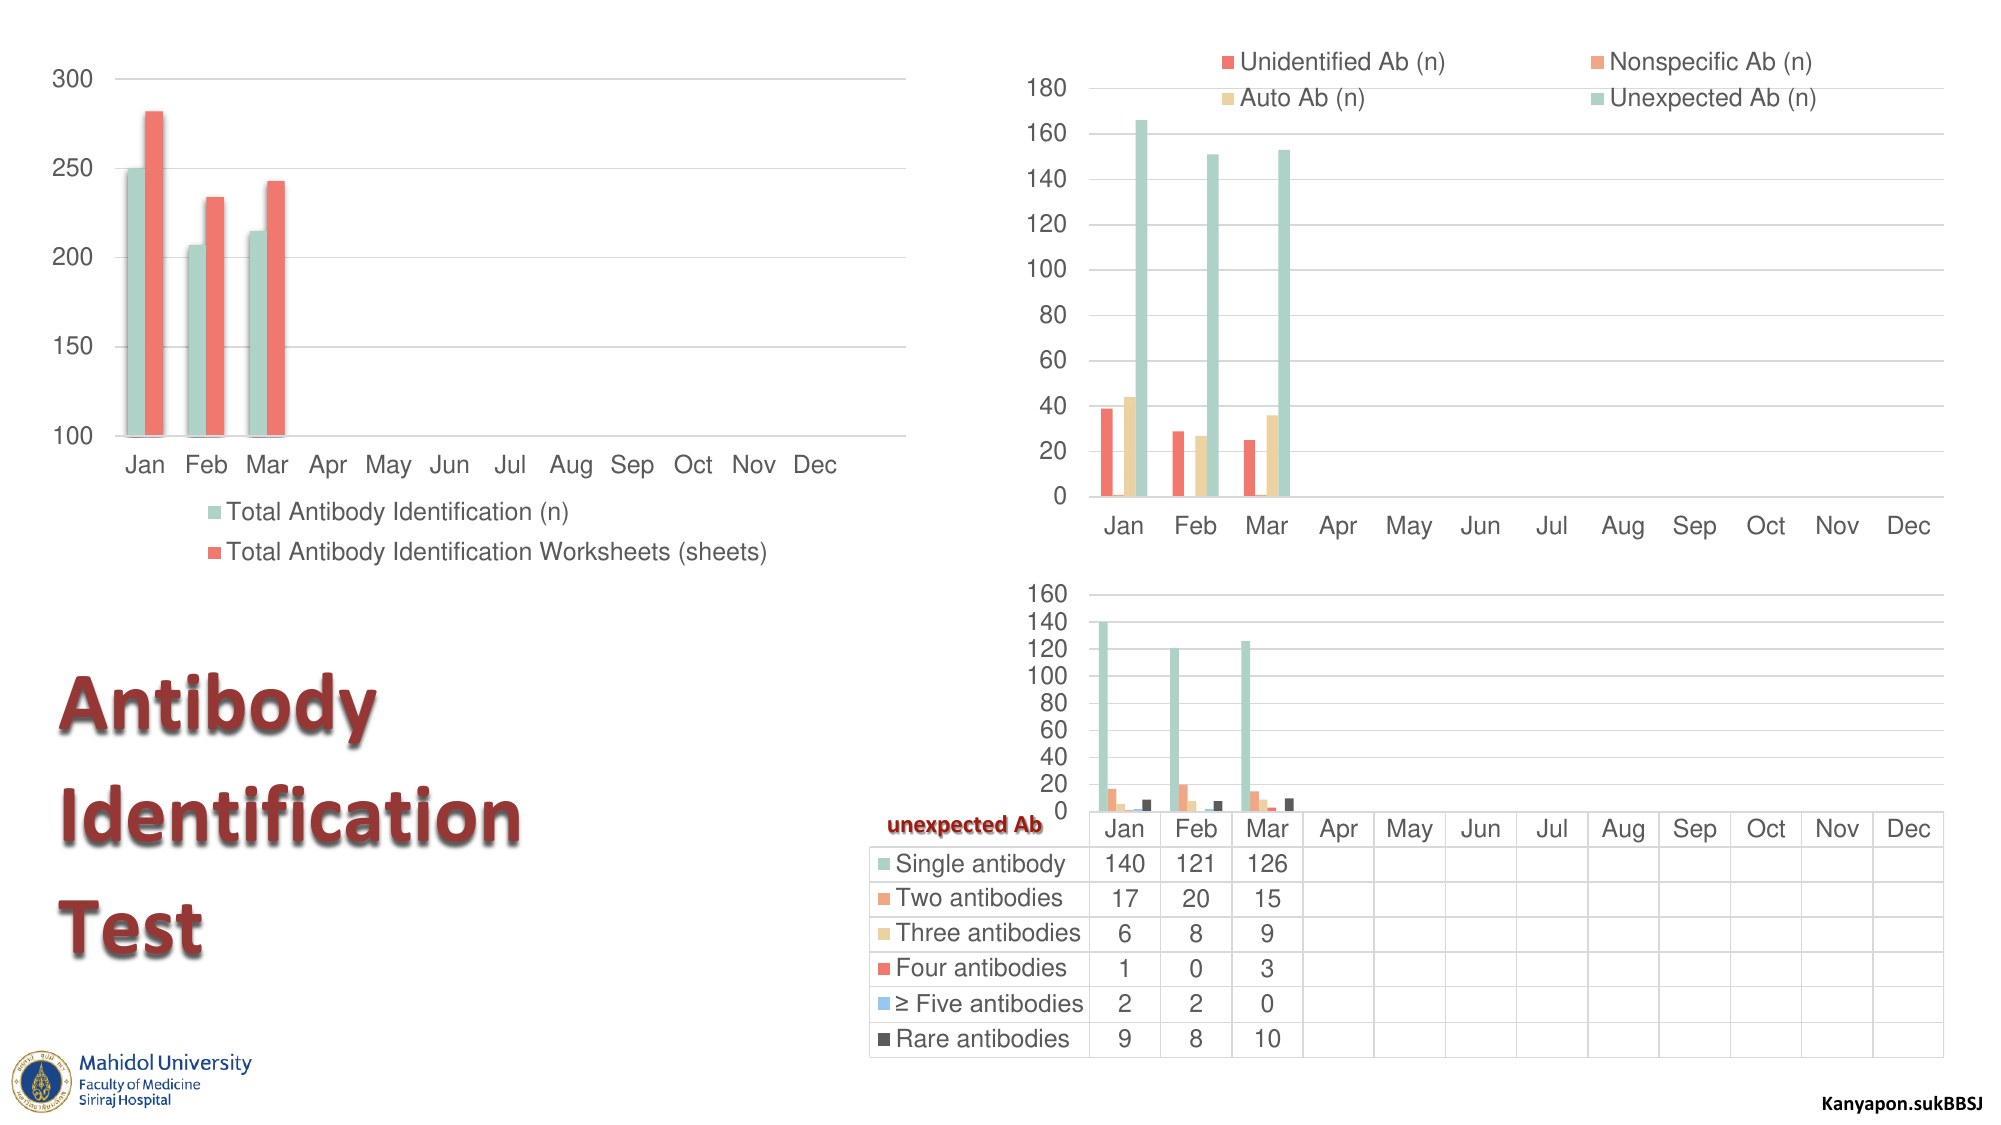 300
250
200
150
100
Jan Feb Mar Apr May Jun Jul Aug Sep Oct Nov Dec
Total Antibody Identification (n)
Total Antibody Identification Worksheets (sheets)
Unidentified Ab (n) Nonspecific Ab (n)
Auto Ab (n) Unexpected Ab (n)
180
160
140
120
100
80
60
40
20
0
Jan Feb Mar Apr May Jun Jul Aug Sep Oct Nov Dec
160
140
120
100
80
60
40
20
0
unexpected Ab Jan Feb Mar Apr May Jun Jul Aug Sep Oct Nov Dec
Single antibody 140 121 126
Two antibodies 17 20 15
Three antibodies 6 8 9
Four antibodies 1 0 3
≥ Five antibodies 2 2 0
Rare antibodies 9 8 10
Antibody
Identification
Test
Mahidol University
Faculty of Medicine
Siriraj Hospital
Kanyapon.sukBBSJ